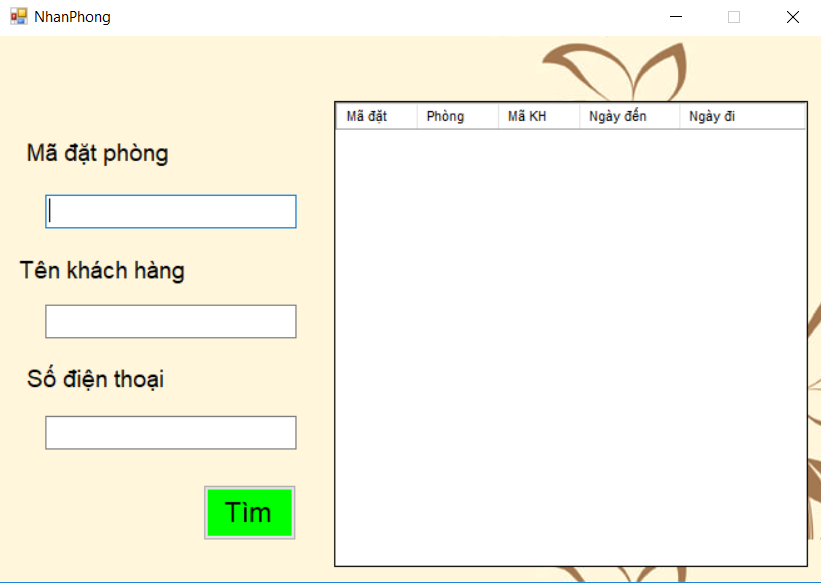 NhanPhong
Mã đặt phòng
Tên khách hàng
Số điện thoại
Tìm
Mã đặt Phòng Mã KH Ngày đến Ngày đi